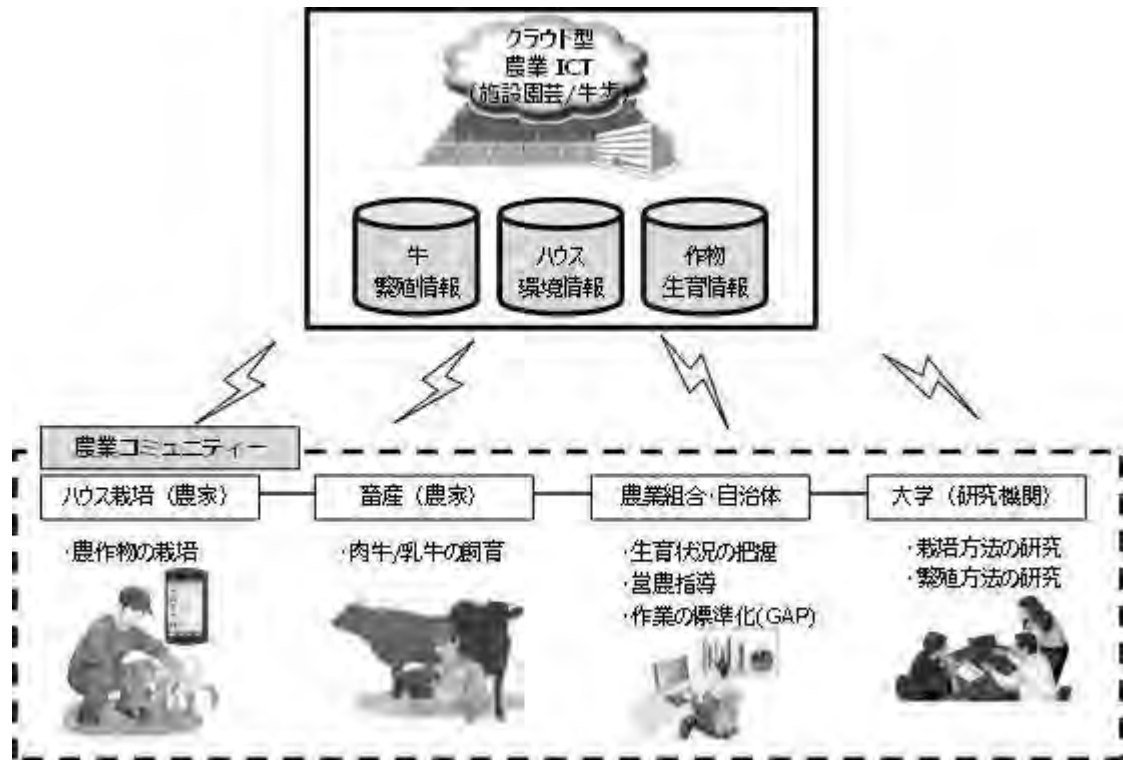 クラウド型
農業 ICT
(施設園芸/牛歩)
牛
繁殖情報
ハウス
環境情報
作物
生育情報
農業コミュニティー
ハウス栽培（農家）
畜産（農家）
農業組合・自治体
大学（研究機関）
・農作物の栽培
・肉牛/乳牛の飼育
・生育状況の把握
・営農指導
・作業の標準化(GAP)
・栽培方法の研究
・繁殖方法の研究